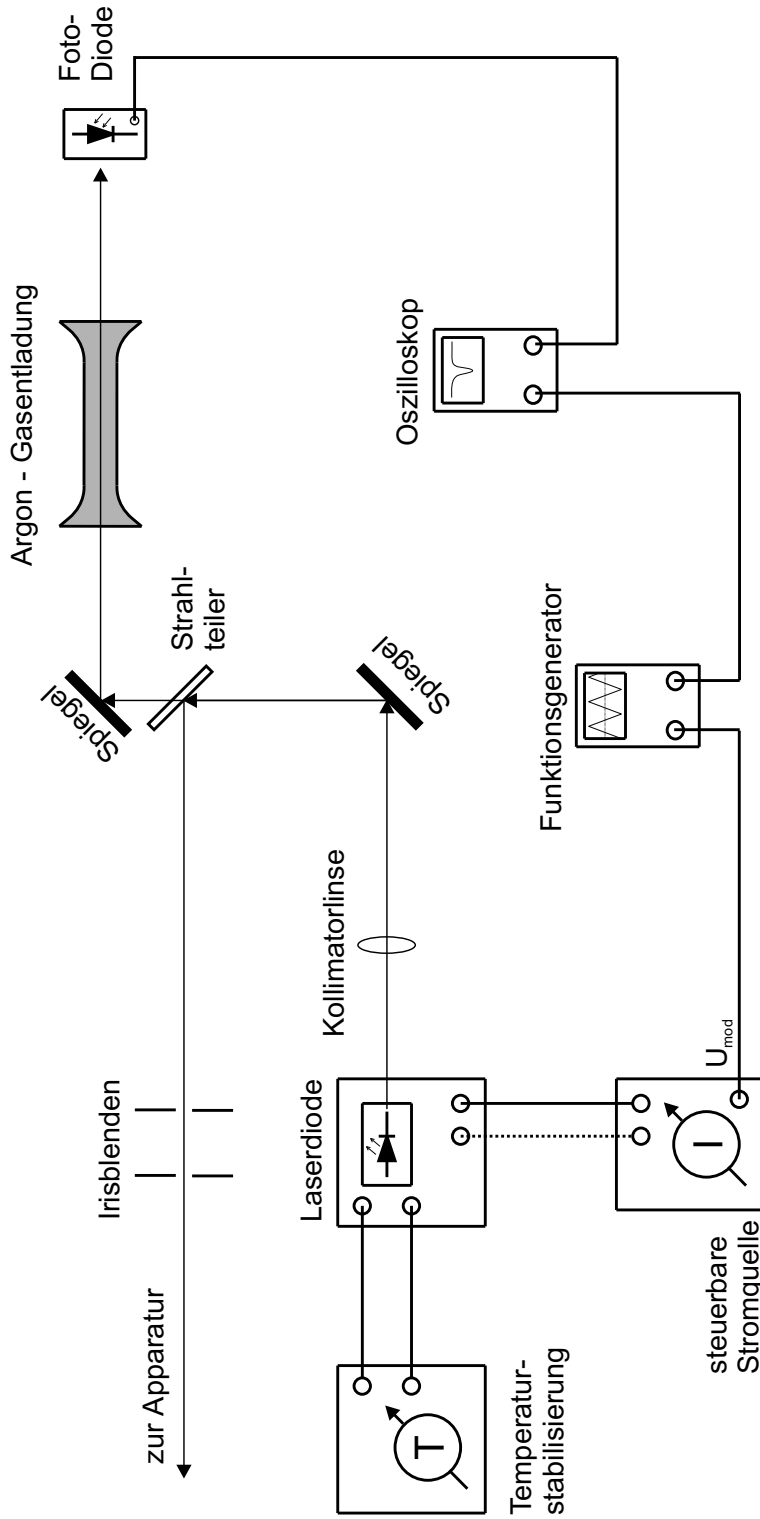 zur Apparatur
Irisblenden
Spiegel
Argon - Gasentladung
Foto-
Diode
Strahl-
teiler
Laserdiode
Kollimatorlinse
Spiegel
T
Temperatur-
stabilisierung
Oszilloskop
Funktionsgenerator
I
Umod
steuerbare
Stromquelle